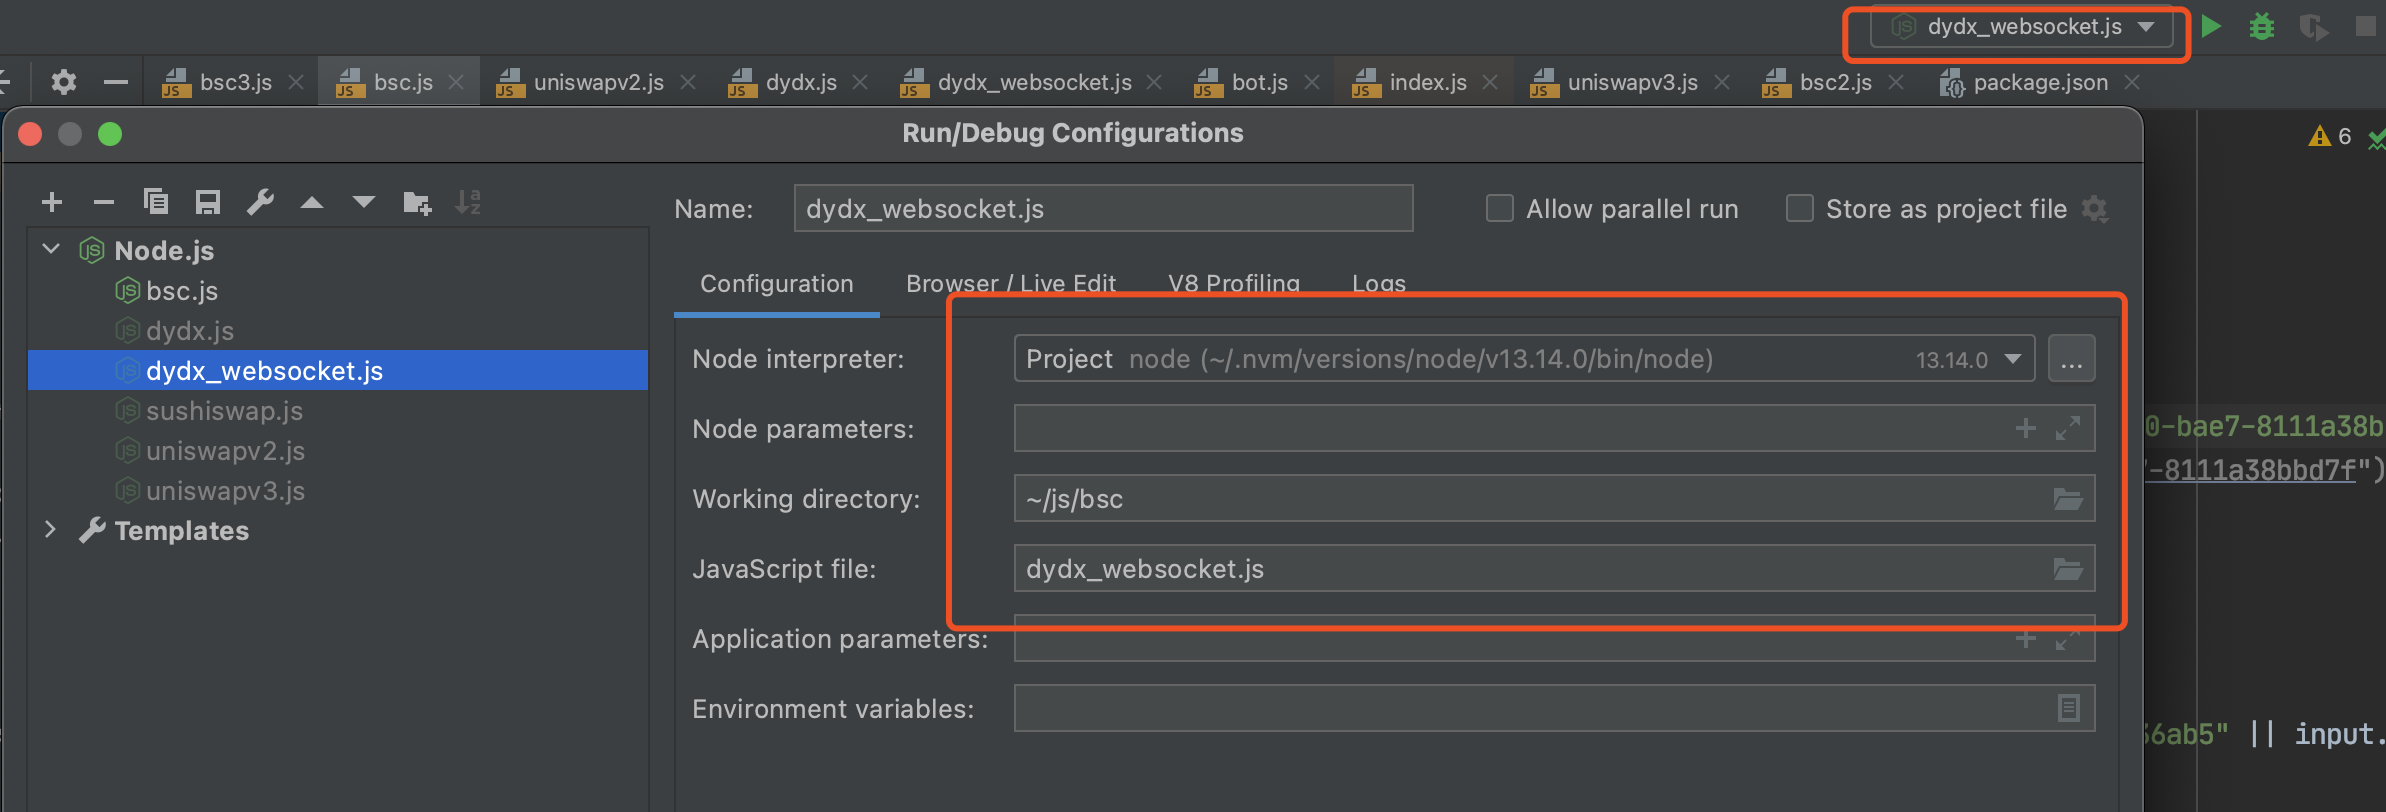 dydx_websocket.js
bsc3.js bsc.js uniswapv2.js dydx.js dydx_websocket.js bot.js index.js uniswapv3.js bsc2.js package.json
Run/Debug Configurations
6
Name: dydx_websocket.js Allow parallel run Store as project file
Node.js
bsc.js
dydx.js
dydx_websocket.js
sushiswap.js
uniswapv2.js
uniswapv3.js
Templates
Configuration Browser / Live Edit V8 Profiling Logs
Node interpreter: Project node (~/.nvm/versions/node/v13.14.0/bin/node) 13.14.0 ...
Node parameters:
Working directory: ~/js/bsc
JavaScript file: dydx_websocket.js
Application parameters:
Environment variables:
0-bae7-8111a38b
-8111a38bbd7f")
6ab5" || input.